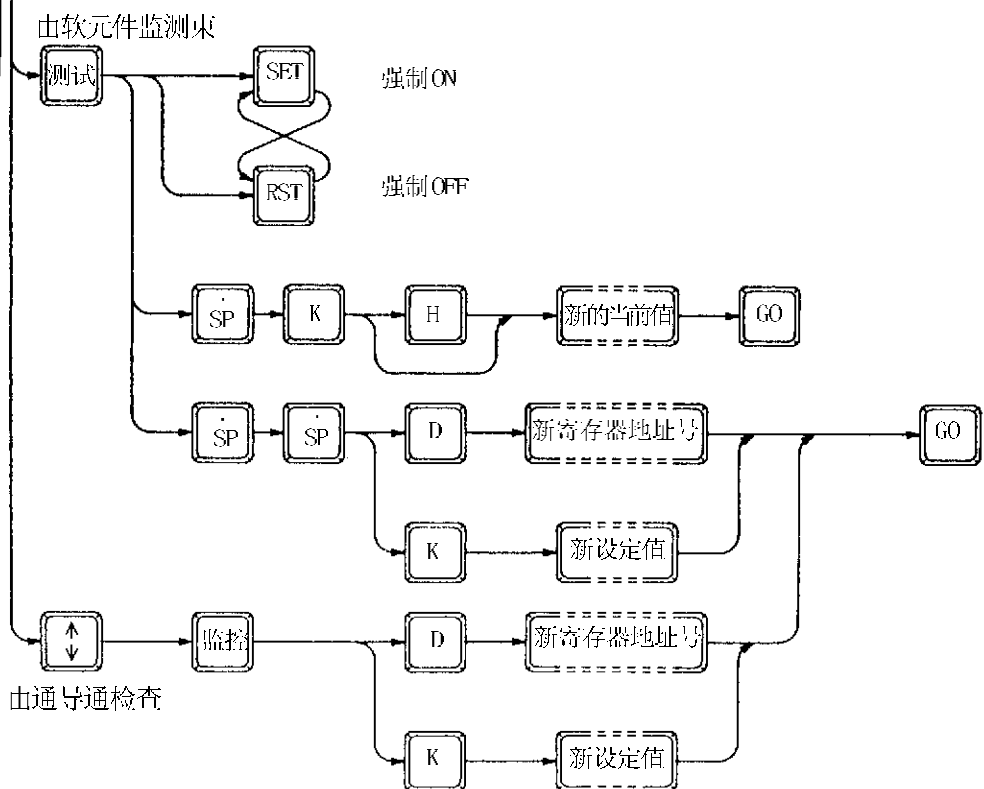 由软元件监测束
测试
SET
强制ON
RST
强制OFF
SP
K
H
新的当前值
GO
SP
SP
D
新寄存器地址号
GO
K
新设定值
监控
D
新寄存器地址号
由通导通检查
K
新设定值